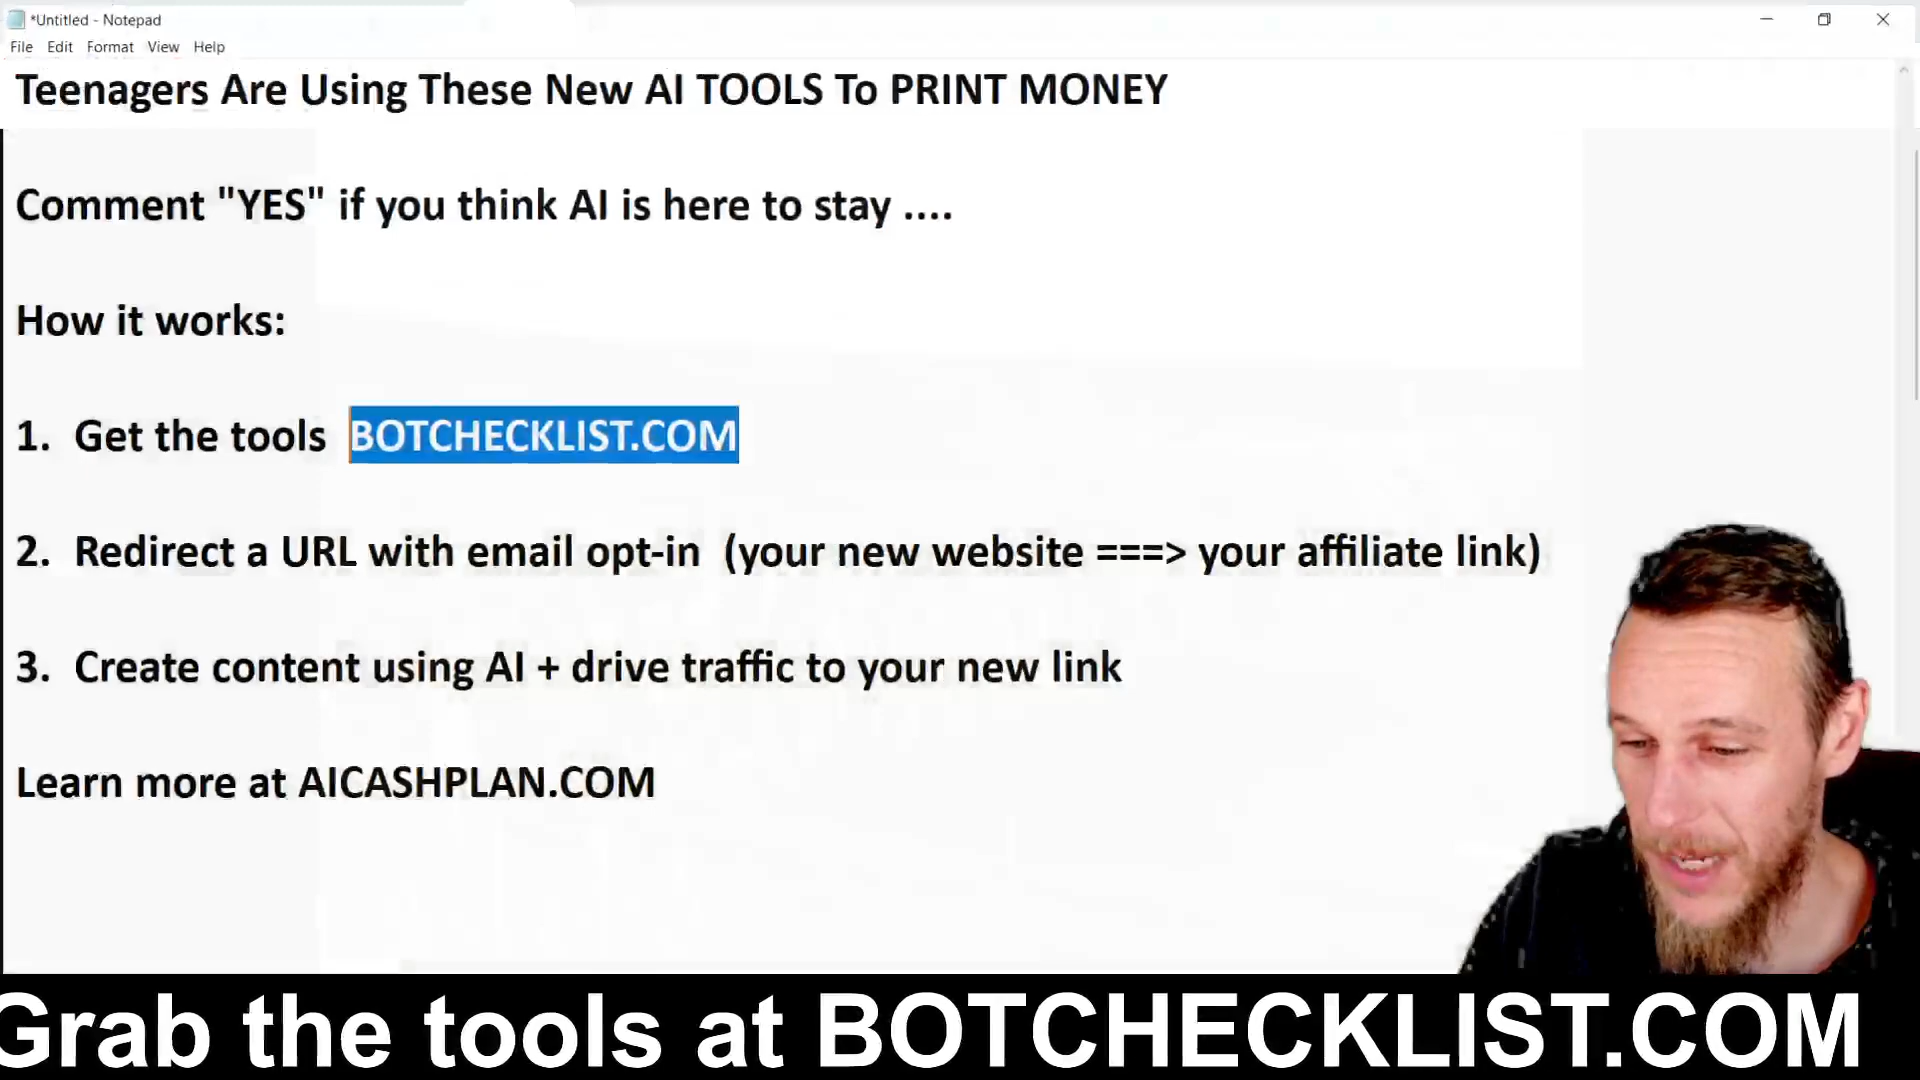 *Untitled - Notepad
File Edit Format View Help
Teenagers Are Using These New AI TOOLS To PRINT MONEY
Comment "YES" if you think AI is here to stay ....
How it works:
1. Get the tools BOTCHECKLIST.COM
2. Redirect a URL with email opt-in (your new website ===> your affiliate link)
3. Create content using AI + drive traffic to your new link
Learn more at AICASHPLAN.COM
Grab the tools at BOTCHECKLIST.COM